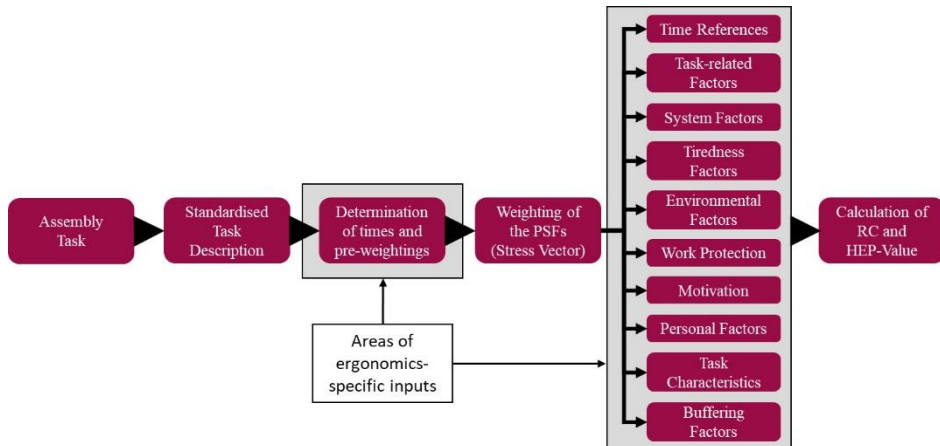 Assembly
Task
Standardised
Task
Description
Determination
of times and
pre-weightings
Weighting of
the PSFs
(Stress Vector)
Time References
Task-related
Factors
System Factors
Tiredness
Factors
Environmental
Factors
Work Protection
Motivation
Personal Factors
Task
Characteristics
Buffering
Factors
Calculation of
RC and
HEP-Value
Areas of
ergonomics-
specific inputs